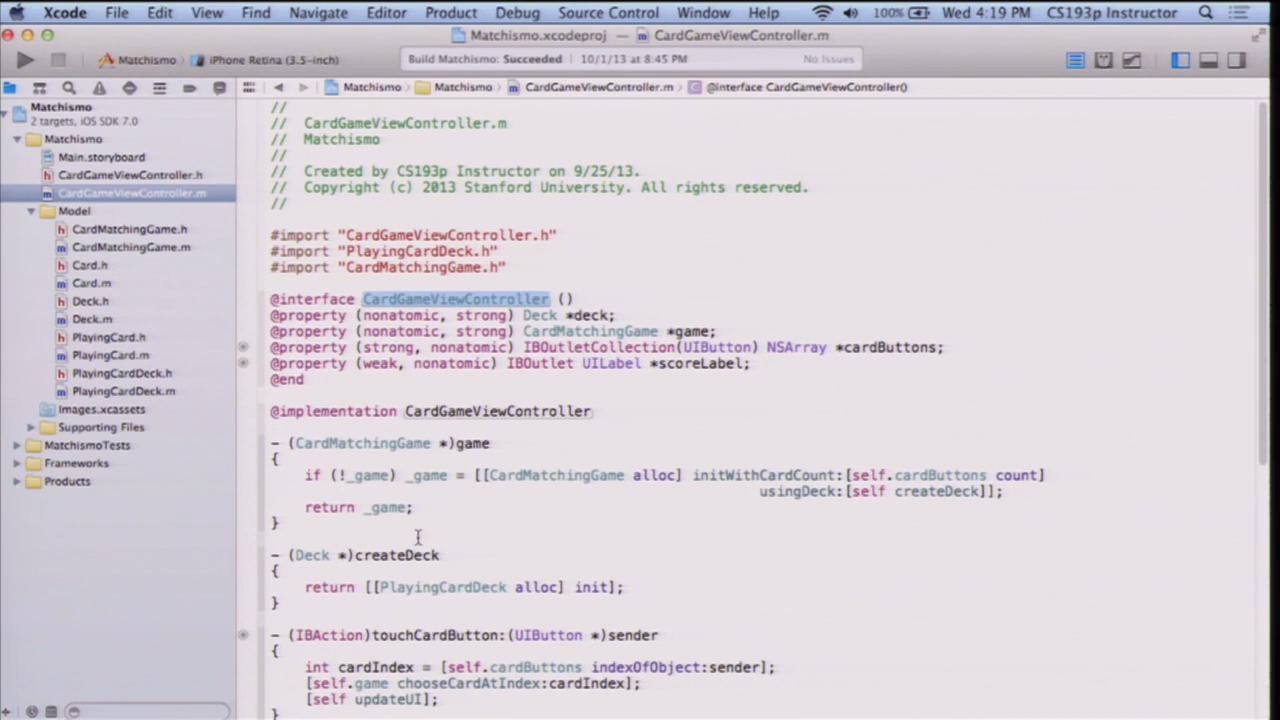 Xcode File Edit View Find Navigate Editor Product Debug Source Control Window Help 100% Wed 4:19 PM CS193p Instructor
Matchismo.xcodeproj — CardGameViewController.m
Matchismo iPhone Retina (3.5-inch) Build Matchismo: Succeeded 10/1/13 at 8:45 PM No Issues
Matchismo Matchismo CardGameViewController.m @interface CardGameViewController()
Matchismo
2 targets, iOS SDK 7.0
Matchismo
Main.storyboard
CardGameViewController.h
CardGameViewController.m
Model
CardMatchingGame.h
CardMatchingGame.m
Card.h
Card.m
Deck.h
Deck.m
PlayingCard.h
PlayingCard.m
PlayingCardDeck.h
PlayingCardDeck.m
Images.xcassets
Supporting Files
MatchismoTests
Frameworks
Products
//
//  CardGameViewController.m
//  Matchismo
//
//  Created by CS193p Instructor on 9/25/13.
//  Copyright (c) 2013 Stanford University. All rights reserved.
//
#import "CardGameViewController.h"
#import "PlayingCardDeck.h"
#import "CardMatchingGame.h"
@interface CardGameViewController ()
@property (nonatomic, strong) Deck *deck;
@property (nonatomic, strong) CardMatchingGame *game;
@property (strong, nonatomic) IBOutletCollection(UIButton) NSArray *cardButtons;
@property (weak, nonatomic) IBOutlet UILabel *scoreLabel;
@end
@implementation CardGameViewController
- (CardMatchingGame *)game
{
if (!_game) _game = [[CardMatchingGame alloc] initWithCardCount:[self.cardButtons count]
usingDeck:[self createDeck]];
return _game;
}
- (Deck *)createDeck
{
return [[PlayingCardDeck alloc] init];
}
- (IBAction)touchCardButton:(UIButton *)sender
{
int cardIndex = [self.cardButtons indexOfObject:sender];
[self.game chooseCardAtIndex:cardIndex];
[self updateUI];
}